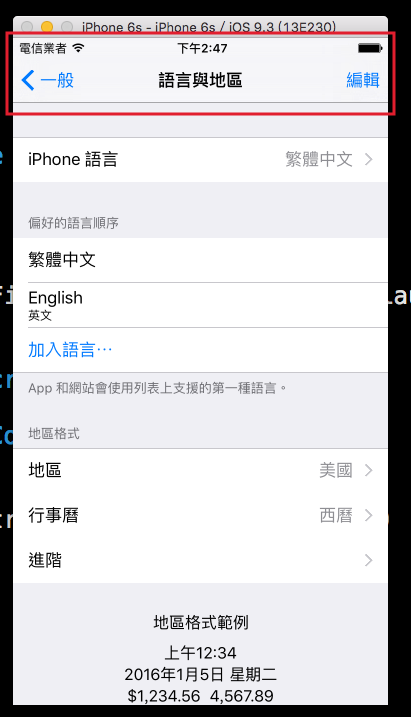 iPhone 6s - iPhone 6s / iOS 9.3 (13E230)
電信業者 下午2:47
一般 語言與地區 編輯
iPhone 語言 繁體中文
偏好的語言順序
繁體中文
English
英文
加入語言⋯
App 和網站會使用列表上支援的第一種語言。
地區格式
地區 美國
行事曆 西曆
進階
地區格式範例
上午12:34
2016年1月5日 星期二
$1,234.56 4,567.89